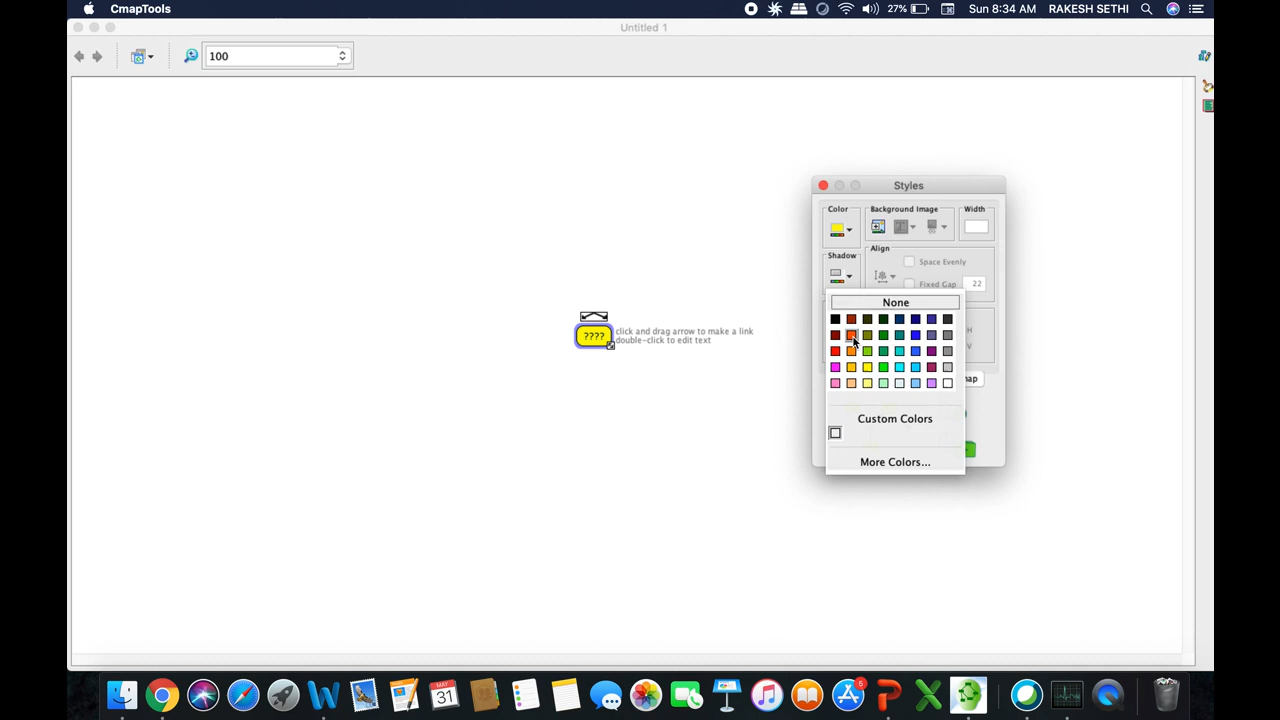 CmapTools
27%
Sun 8:34 AM
RAKESH SETHI
Untitled 1
100
Styles
Color
Background Image
Width
Shadow
Align
Space Evenly
Fixed Gap
22
None
H
V
????
click and drag arrow to make a link
double-click to edit text
Custom Colors
More Colors...
MAY
31
5